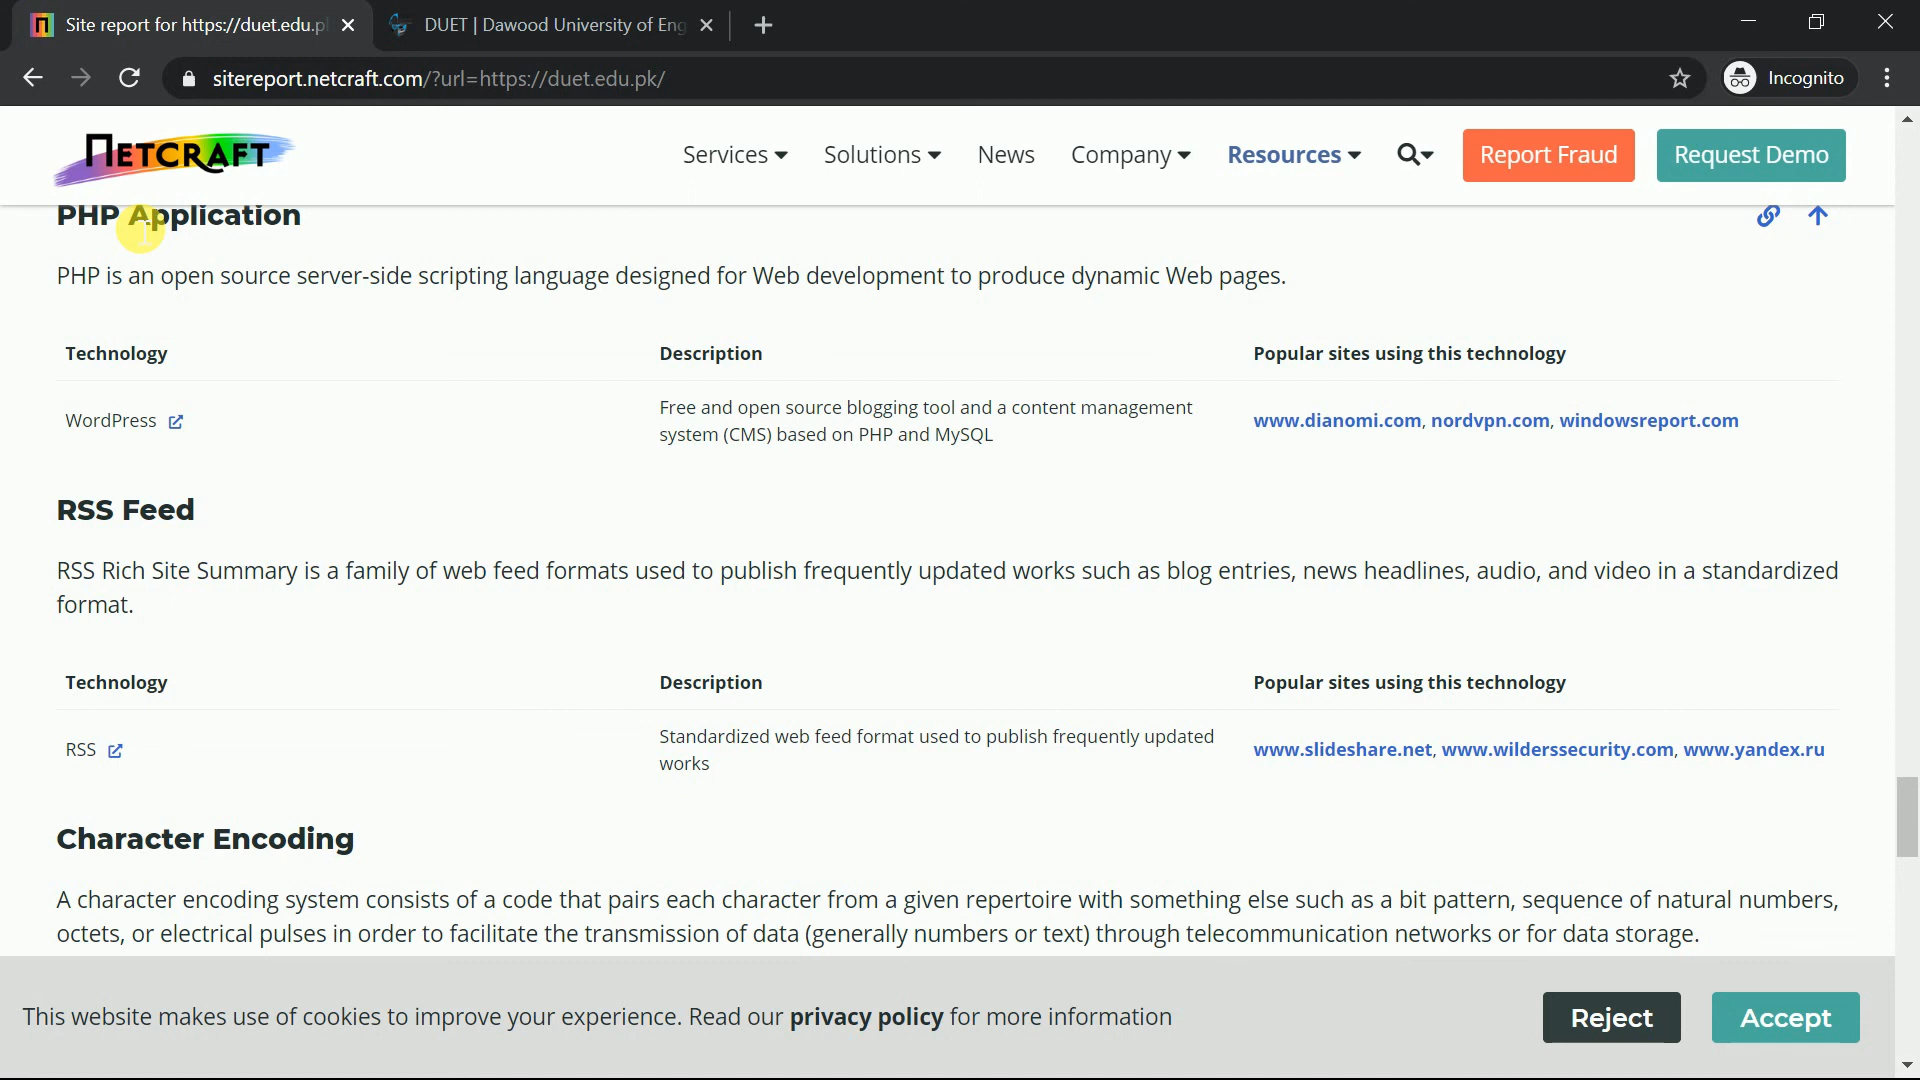 Site report for https://duet.edu.p
DUET | Dawood University of Eng
sitereport.netcraft.com/?url=https://duet.edu.pk/
Incognito
NETCRAFT
Services
Solutions
News
Company
Resources
Report Fraud
Request Demo
PHP Application
PHP is an open source server-side scripting language designed for Web development to produce dynamic Web pages.
Technology
Description
Popular sites using this technology
WordPress
Free and open source blogging tool and a content management
system (CMS) based on PHP and MySQL
www.dianomi.com, nordvpn.com, windowsreport.com
RSS Feed
RSS Rich Site Summary is a family of web feed formats used to publish frequently updated works such as blog entries, news headlines, audio, and video in a standardized
format.
Technology
Description
Popular sites using this technology
RSS
Standardized web feed format used to publish frequently updated
works
www.slideshare.net, www.wilderssecurity.com, www.yandex.ru
Character Encoding
A character encoding system consists of a code that pairs each character from a given repertoire with something else such as a bit pattern, sequence of natural numbers,
octets, or electrical pulses in order to facilitate the transmission of data (generally numbers or text) through telecommunication networks or for data storage.
This website makes use of cookies to improve your experience. Read our privacy policy for more information
Reject
Accept